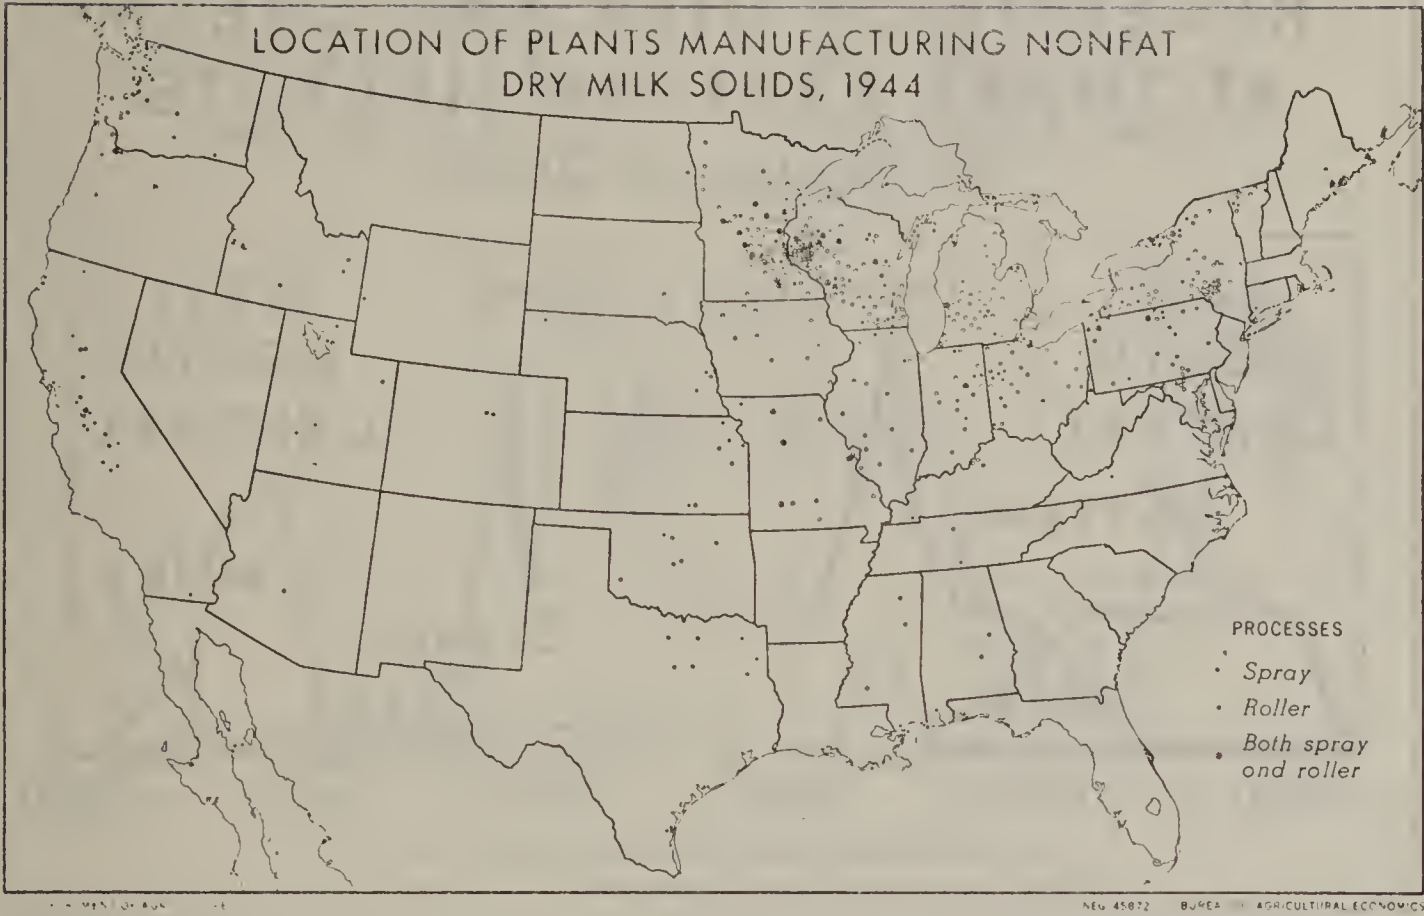 LOCATION OF PLANTS MANUFACTURING NONFAT
DRY MILK SOLIDS, 1944
PROCESSES
Spray
Roller
Both spray
and roller
NEG 45872 BUREAU AGRICULTURAL ECONOMICS